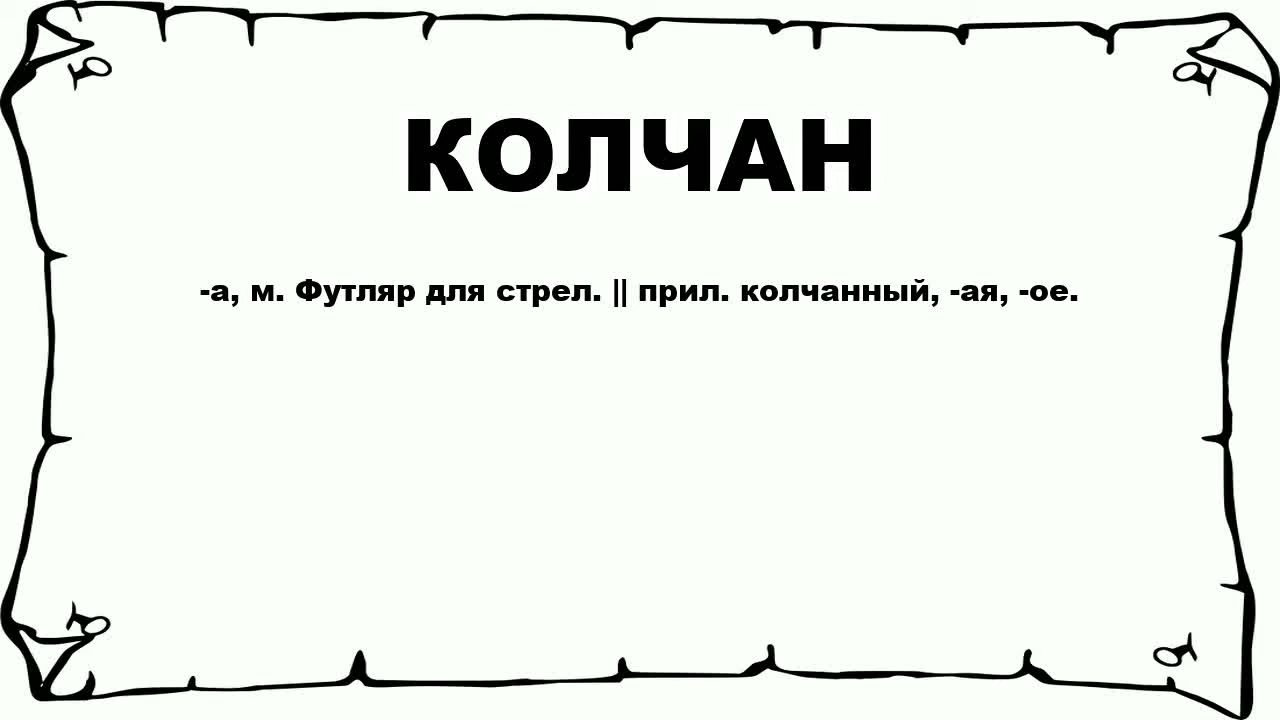 КОЛЧАН
-а, м. Футляр для стрел. || прил. колчанный, -ая, -ое.